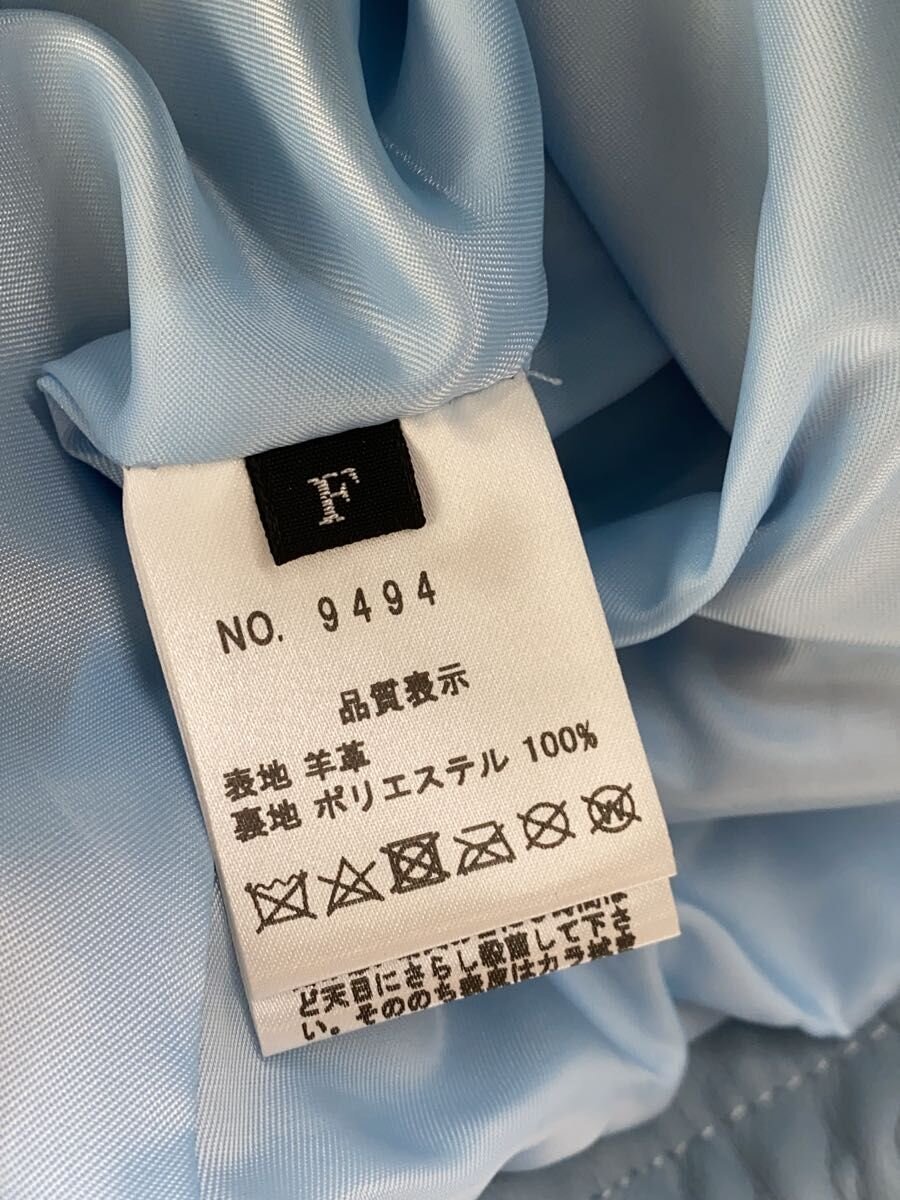 F
NO. 9494
品質表示
表地 羊革
裏地 ポリエステル 100%
ど天日にさらし殺菌して下さ
い。そののち表皮はカラ拭き